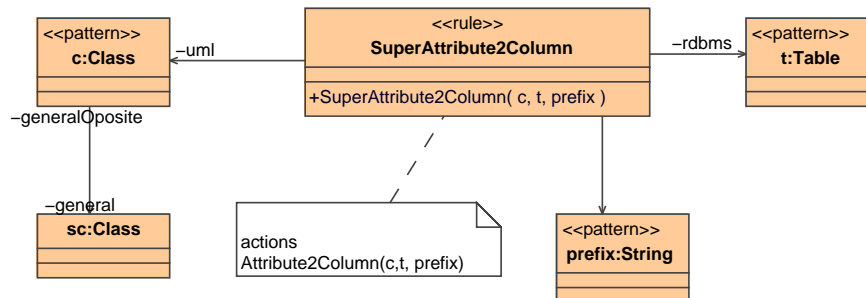 <<pattern>>
c:Class
–uml
<<rule>>
SuperAttribute2Column
+SuperAttribute2Column( c, t, prefix )
–rdbms
<<pattern>>
t:Table
–generalOposite
–general
sc:Class
actions
Attribute2Column(c,t, prefix)
<<pattern>>
prefix:String